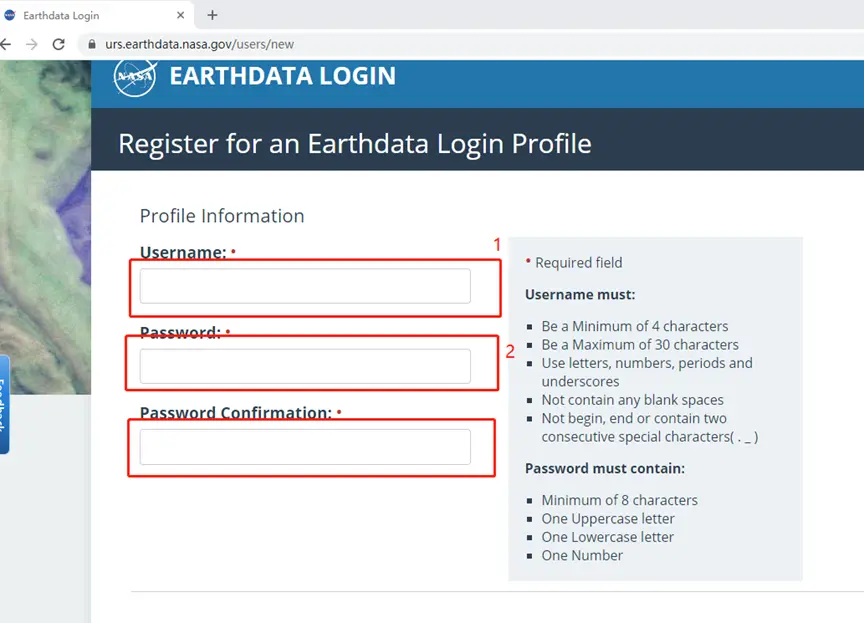 Earthdata Login
urs.earthdata.nasa.gov/users/new
NASA EARTHDATA LOGIN
Register for an Earthdata Login Profile
Profile Information
Username: •
1
Password: •
2
Password Confirmation: •
• Required field
Username must:
Be a Minimum of 4 characters
Be a Maximum of 30 characters
Use letters, numbers, periods and
underscores
Not contain any blank spaces
Not begin, end or contain two
consecutive special characters( . _ )
Password must contain:
Minimum of 8 characters
One Uppercase letter
One Lowercase letter
One Number
Feedback